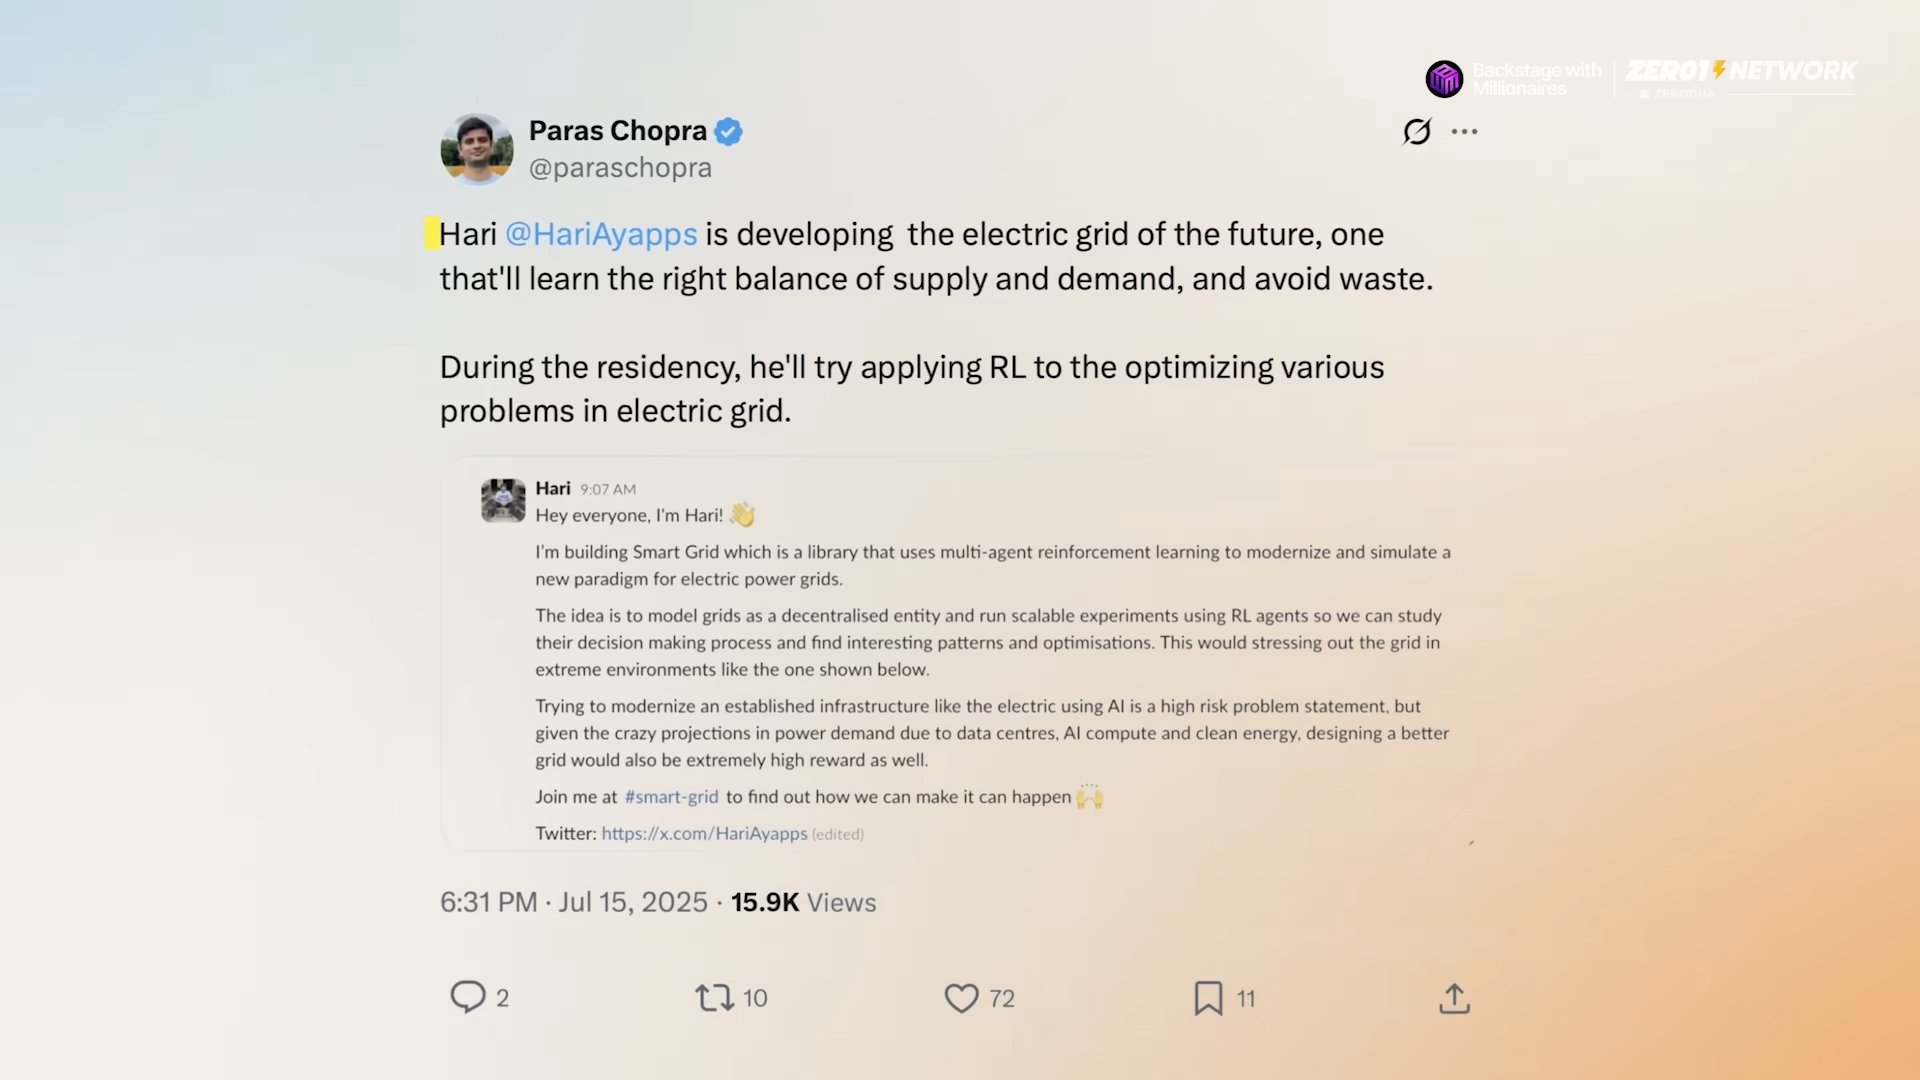 Backstage with
Millionaires
ZERO1 NETWORK
ZERODHA
Paras Chopra
@paraschopra
Hari @HariAyapps is developing the electric grid of the future, one
that'll learn the right balance of supply and demand, and avoid waste.
During the residency, he'll try applying RL to the optimizing various
problems in electric grid.
Hari 9:07 AM
Hey everyone, I'm Hari! 👋
I'm building Smart Grid which is a library that uses multi-agent reinforcement learning to modernize and simulate a
new paradigm for electric power grids.
The idea is to model grids as a decentralised entity and run scalable experiments using RL agents so we can study
their decision making process and find interesting patterns and optimisations. This would stressing out the grid in
extreme environments like the one shown below.
Trying to modernize an established infrastructure like the electric using AI is a high risk problem statement, but
given the crazy projections in power demand due to data centres, AI compute and clean energy, designing a better
grid would also be extremely high reward as well.
Join me at #smart-grid to find out how we can make it can happen 🙌
Twitter: https://x.com/HariAyapps (edited)
6:31 PM · Jul 15, 2025 · 15.9K Views
2 10 72 11